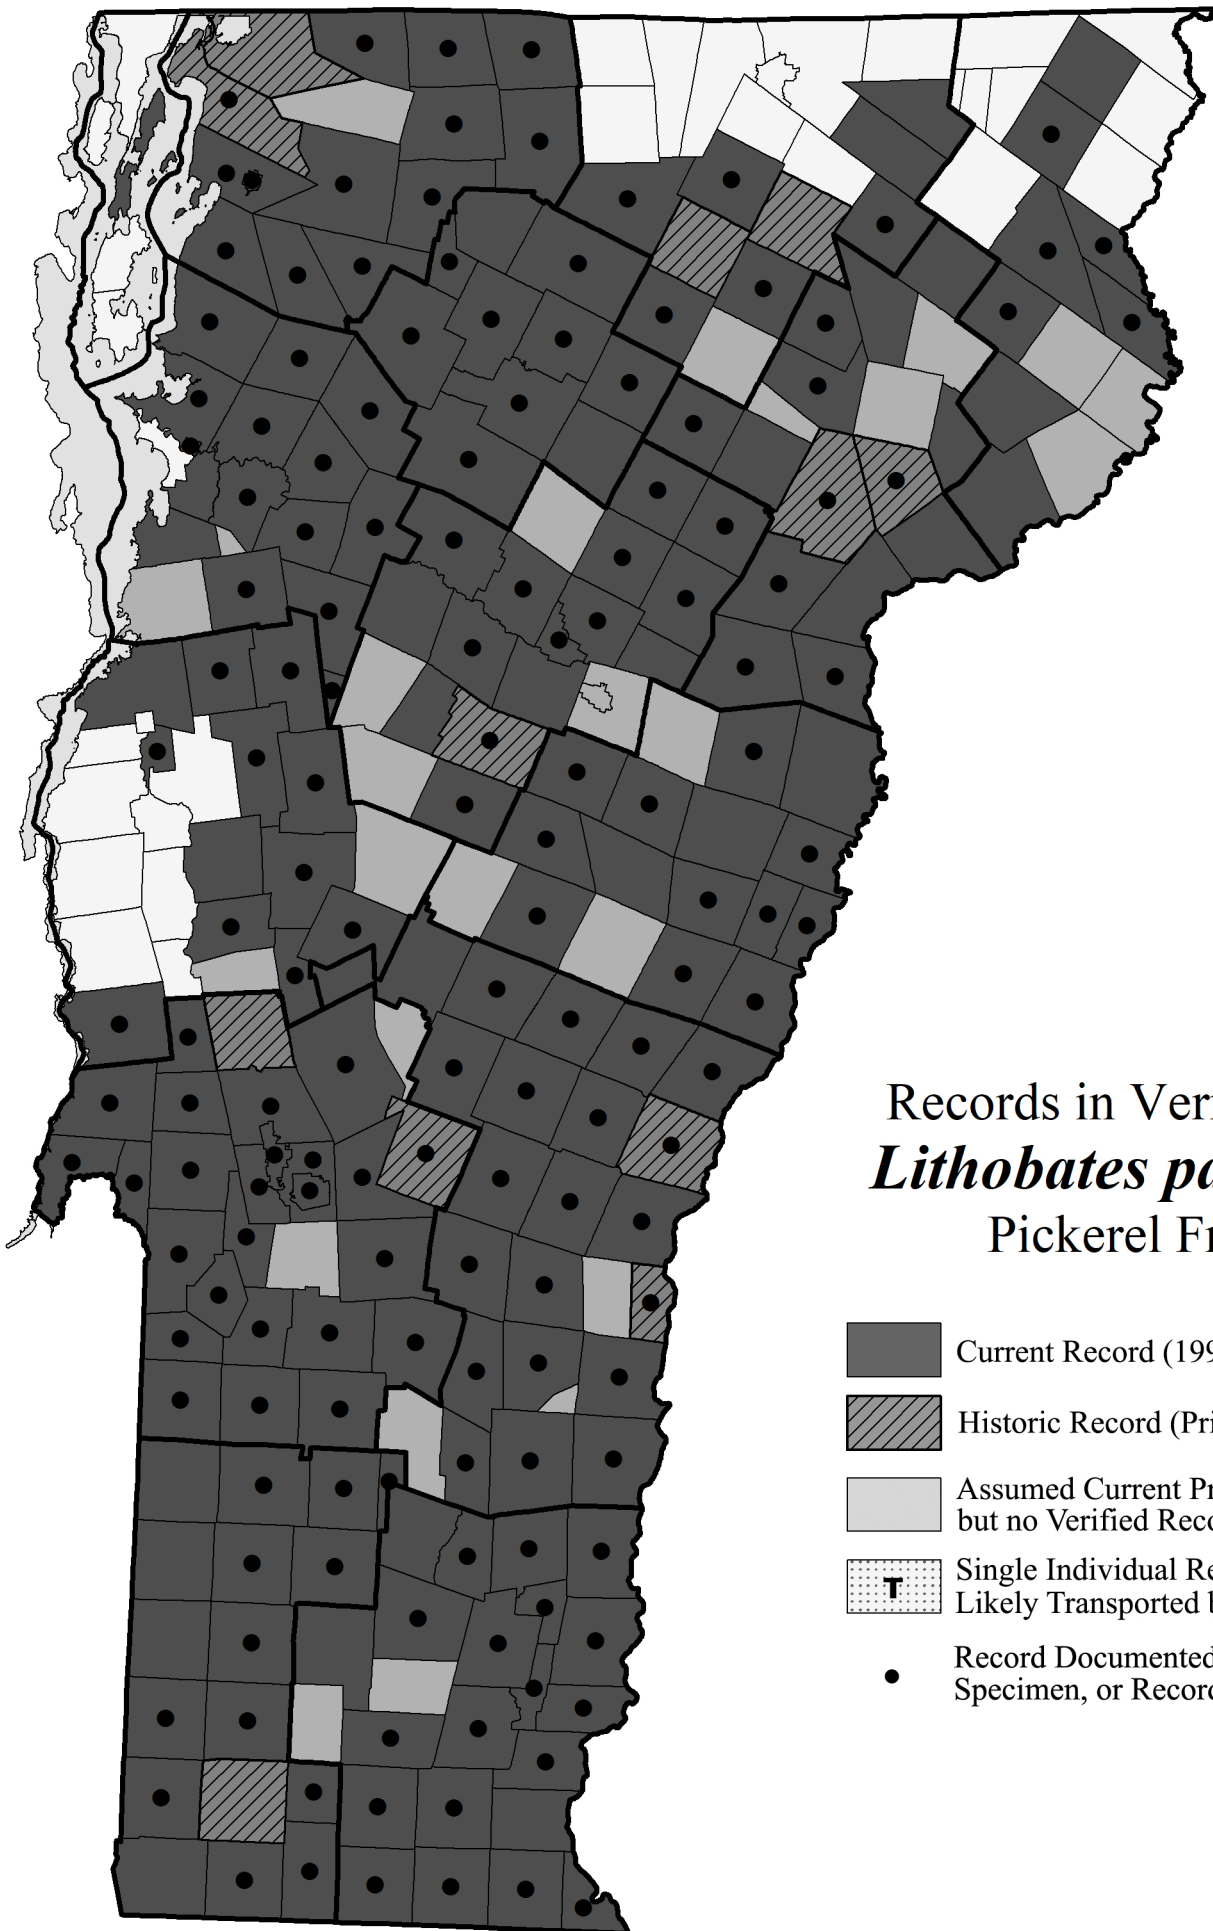 Records in Ver
Lithobates pa
Pickerel Fr
Current Record (199
Historic Record (Pri
Assumed Current Pr
but no Verified Reco
T
Single Individual Re
Likely Transported b
Record Documented
Specimen, or Record